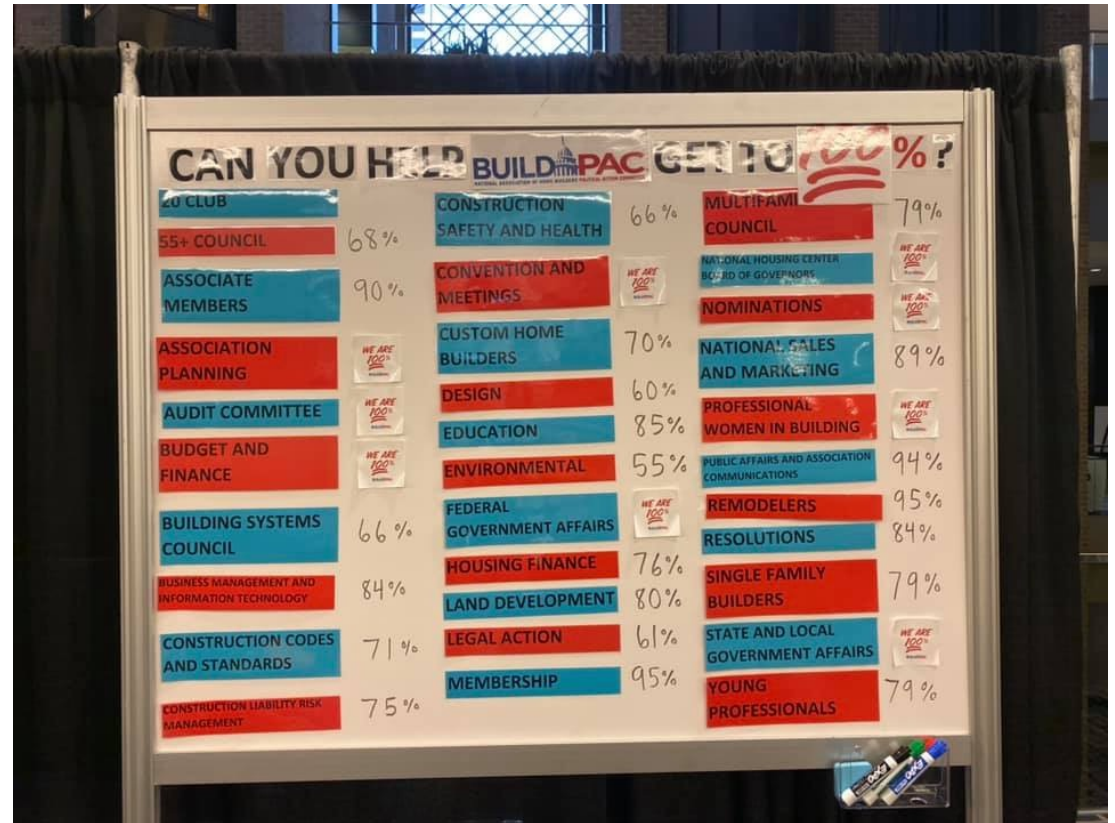 CAN YOU HELP BUILD PAC GET TO 100 %?
NATIONAL ASSOCIATION OF HOME BUILDERS POLITICAL ACTION COMMITTEE
20 CLUB
55+ COUNCIL 68%
ASSOCIATE
MEMBERS 90%
ASSOCIATION
PLANNING
WE ARE
100%
AUDIT COMMITTEE
WE ARE
100%
BUDGET AND
FINANCE
WE ARE
100%
BUILDING SYSTEMS
COUNCIL 66%
BUSINESS MANAGEMENT AND
INFORMATION TECHNOLOGY 84%
CONSTRUCTION CODES
AND STANDARDS 71%
CONSTRUCTION LIABILITY RISK
MANAGEMENT 75%
CONSTRUCTION
SAFETY AND HEALTH 66%
CONVENTION AND
MEETINGS
WE ARE
100%
CUSTOM HOME
BUILDERS 70%
DESIGN 60%
EDUCATION 85%
ENVIRONMENTAL 55%
FEDERAL
GOVERNMENT AFFAIRS
WE ARE
100%
HOUSING FINANCE 76%
LAND DEVELOPMENT 80%
LEGAL ACTION 61%
MEMBERSHIP 95%
MULTIFAMI
COUNCIL 79%
NATIONAL HOUSING CENTER
BOARD OF GOVERNORS
WE ARE
100%
NOMINATIONS
WE ARE
100%
NATIONAL SALES
AND MARKETING 89%
PROFESSIONAL
WOMEN IN BUILDING
WE ARE
100%
PUBLIC AFFAIRS AND ASSOCIATION
COMMUNICATIONS 94%
REMODELERS 95%
RESOLUTIONS 84%
SINGLE FAMILY
BUILDERS 79%
STATE AND LOCAL
GOVERNMENT AFFAIRS
WE ARE
100%
YOUNG
PROFESSIONALS 79%
EXPO
EXPO